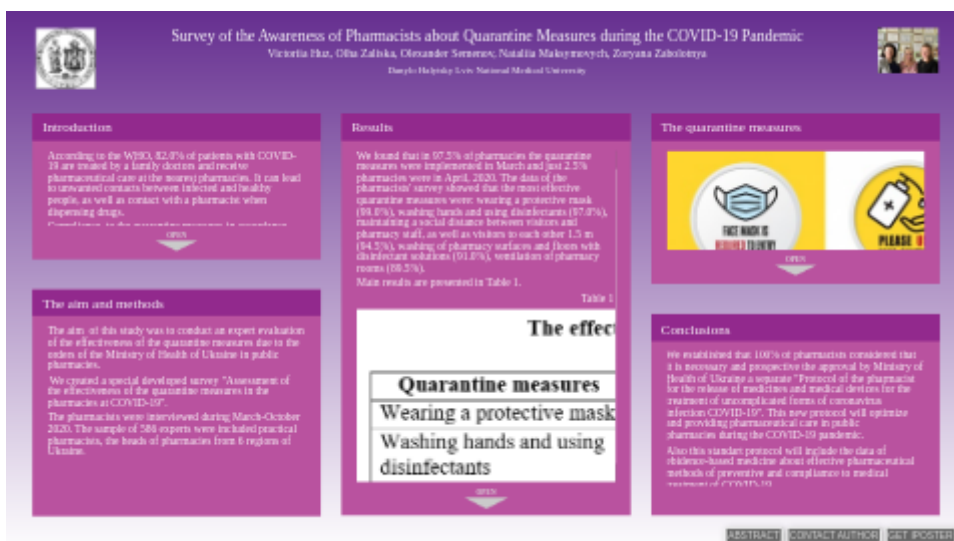 Survey of the Awareness of Pharmacists about Quarantine Measures during the COVID-19 Pandemic
Victoriia Huz, Olha Zaliska, Olexander Semenov, Nataliia Maksymovych, Zoryana Zabolotnya
Danylo Halytsky Lviv National Medical University
Introduction
According to the WHO, 82.0% of patients with COVID-
19 are treated by a family doctors and receive
pharmaceutical care at the nearest pharmacies. It can lead
to unwanted contacts between infected and healthy
people, as well as contact with a pharmacist when
dispensing drugs.
OPEN
The aim and methods
The aim of this study was to conduct an expert evaluation
of the effectiveness of the quarantine measures due to the
orders of the Ministry of Health of Ukraine in public
pharmacies.
We created a special developed survey "Assessment of
the effectiveness of the quarantine measures in the
pharmacies at COVID-19".
The pharmacists were interviewed during March-October
2020. The sample of 586 experts were included practical
pharmacists, the heads of pharmacies from 6 regions of
Ukraine.
Results
We found that in 97.5% of pharmacies the quarantine
measures were implemented in March and just 2.5%
pharmacies were in April, 2020. The data of the
pharmacists' survey showed that the most effective
quarantine measures were: wearing a protective mask
(99.0%), washing hands and using disinfectants (97.0%),
maintaining a social distance between visitors and
pharmacy staff, as well as visitors to each other 1.5 m
(94.5%), washing of pharmacy surfaces and floors with
disinfectant solutions (91.0%), ventilation of pharmacy
rooms (89.5%).
Main results are presented in Table 1.
Table 1
The effec
Quarantine measures
Wearing a protective mask
Washing hands and using
disinfectants
OPEN
The quarantine measures
FACE MASK IS
REQUIRED TO ENTRY
PLEASE
OPEN
Conclusions
We established that 100% of pharmacists considered that
it is necessary and prospective the approval by Ministry of
Health of Ukraine a separate "Protocol of the pharmacist
for the release of medicines and medical devices for the
treatment of uncomplicated forms of coronavirus
infection COVID-19". This new protocol will optimize
and providing pharmaceutical care in public
pharmacies during the COVID-19 pandemic.
Also this standart protocol will include the data of
evidence-based medicine about effective pharmaceutical
methods of preventive and compliance to medical
treatment of COVID-19
ABSTRACT CONTACT AUTHOR GET IPOSTER